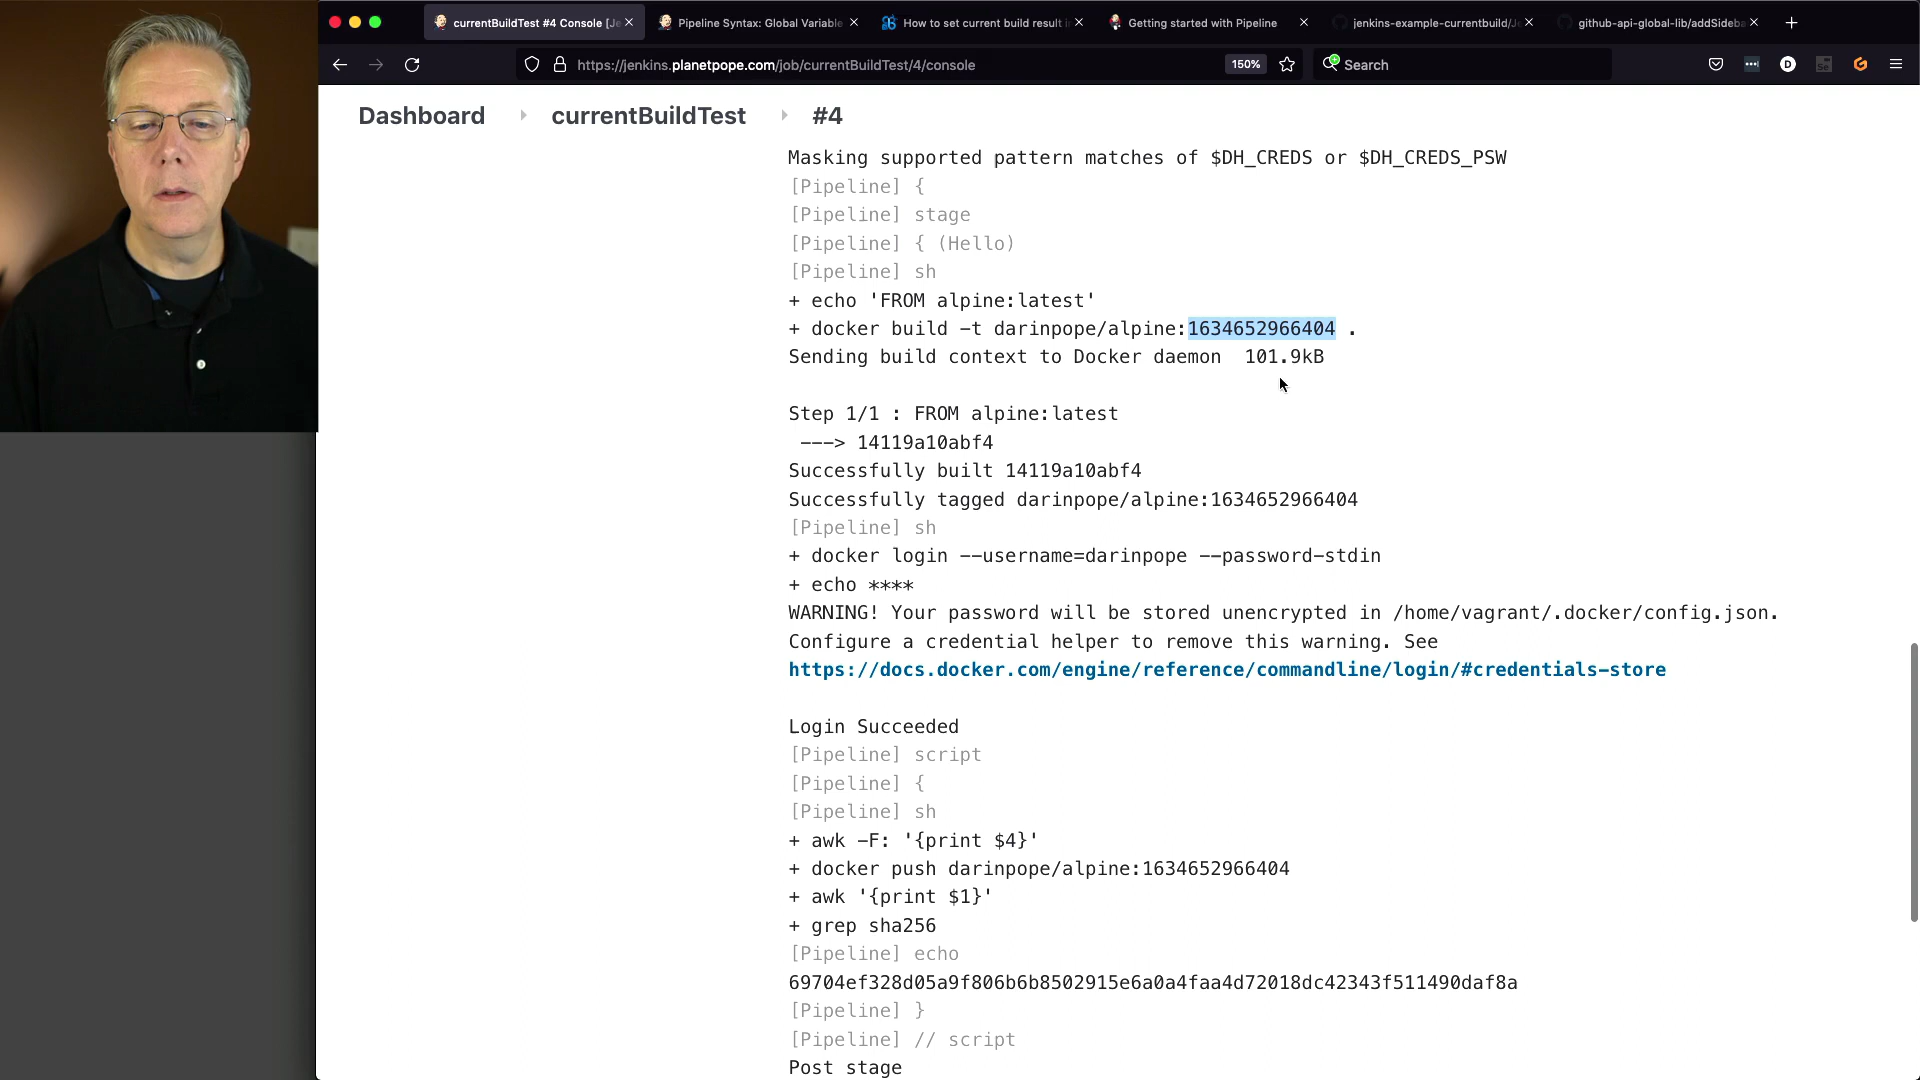 currentBuildTest #4 Console [Je
Pipeline Syntax: Global Variable
How to set current build result in
Getting started with Pipeline
jenkins-example-currentbuild/Je
github-api-global-lib/addSideba
https://jenkins.planetpope.com/job/currentBuildTest/4/console
150%
Search
Dashboard
currentBuildTest
#4
Masking supported pattern matches of $DH_CREDS or $DH_CREDS_PSW
[Pipeline] {
[Pipeline] stage
[Pipeline] { (Hello)
[Pipeline] sh
+ echo 'FROM alpine:latest'
+ docker build -t darinpope/alpine:1634652966404 .
Sending build context to Docker daemon  101.9kB
Step 1/1 : FROM alpine:latest
---> 14119a10abf4
Successfully built 14119a10abf4
Successfully tagged darinpope/alpine:1634652966404
[Pipeline] sh
+ docker login --username=darinpope --password-stdin
+ echo ****
WARNING! Your password will be stored unencrypted in /home/vagrant/.docker/config.json.
Configure a credential helper to remove this warning. See
https://docs.docker.com/engine/reference/commandline/login/#credentials-store
Login Succeeded
[Pipeline] script
[Pipeline] {
[Pipeline] sh
+ awk -F: '{print $4}'
+ docker push darinpope/alpine:1634652966404
+ awk '{print $1}'
+ grep sha256
[Pipeline] echo
69704ef328d05a9f806b6b8502915e6a0a4faa4d72018dc42343f511490daf8a
[Pipeline] }
[Pipeline] // script
Post stage